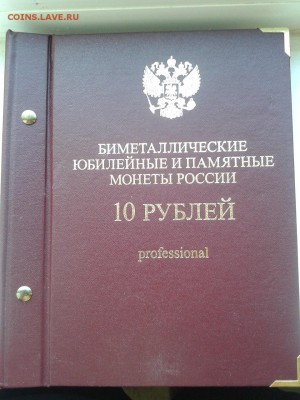 COINS.LAVE.RU
БИМЕТАЛЛИЧЕСКИЕ
ЮБИЛЕЙНЫЕ И ПАМЯТНЫЕ
МОНЕТЫ РОССИИ
10 РУБЛЕЙ
professional